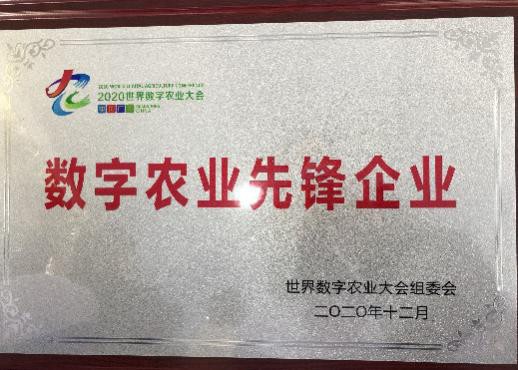 2020世界数字农业大会
数字农业先锋企业
世界数字农业大会组委会
二〇二〇年十二月